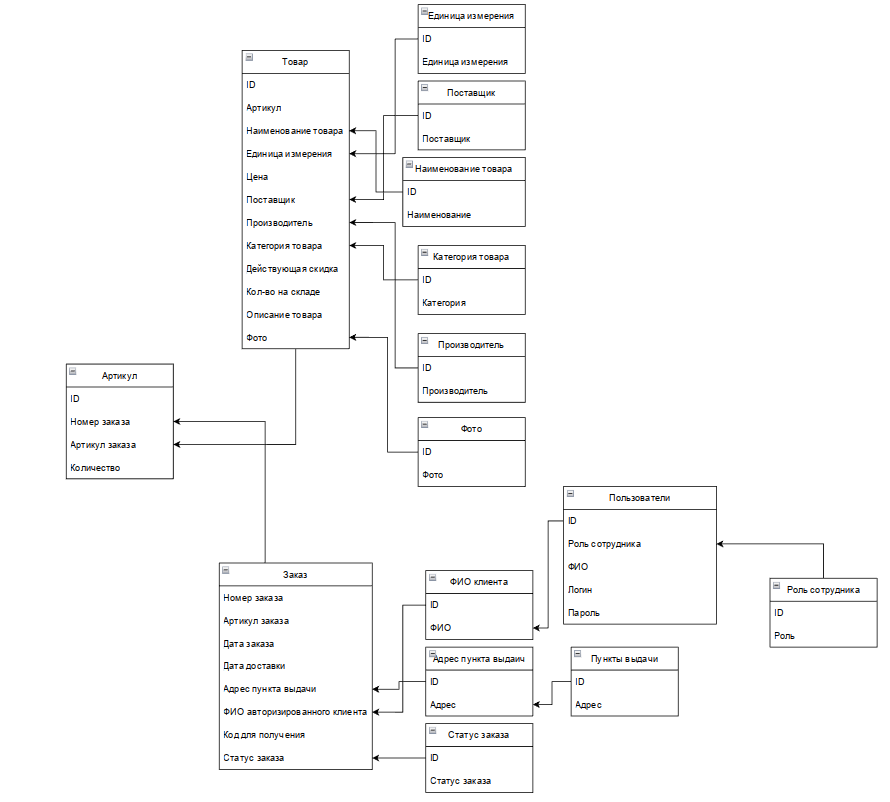 Единица измерения
ID
Единица измерения
Товар
ID
Артикул
Наименование товара
Единица измерения
Цена
Поставщик
Производитель
Категория товара
Действующая скидка
Кол-во на складе
Описание товара
Фото
Поставщик
ID
Поставщик
Наименование товара
ID
Наименование
Категория товара
ID
Категория
Производитель
ID
Производитель
Фото
ID
Фото
Артикул
ID
Номер заказа
Артикул заказа
Количество
Пользователи
ID
Роль сотрудника
ФИО
Логин
Пароль
Роль сотрудника
ID
Роль
Заказ
Номер заказа
Артикул заказа
Дата заказа
Дата доставки
Адрес пункта выдачи
ФИО авторизированного клиента
Код для получения
Статус заказа
ФИО клиента
ID
ФИО
Адрес пункта выдаич
ID
Адрес
Пункты выдачи
ID
Адрес
Статус заказа
ID
Статус заказа